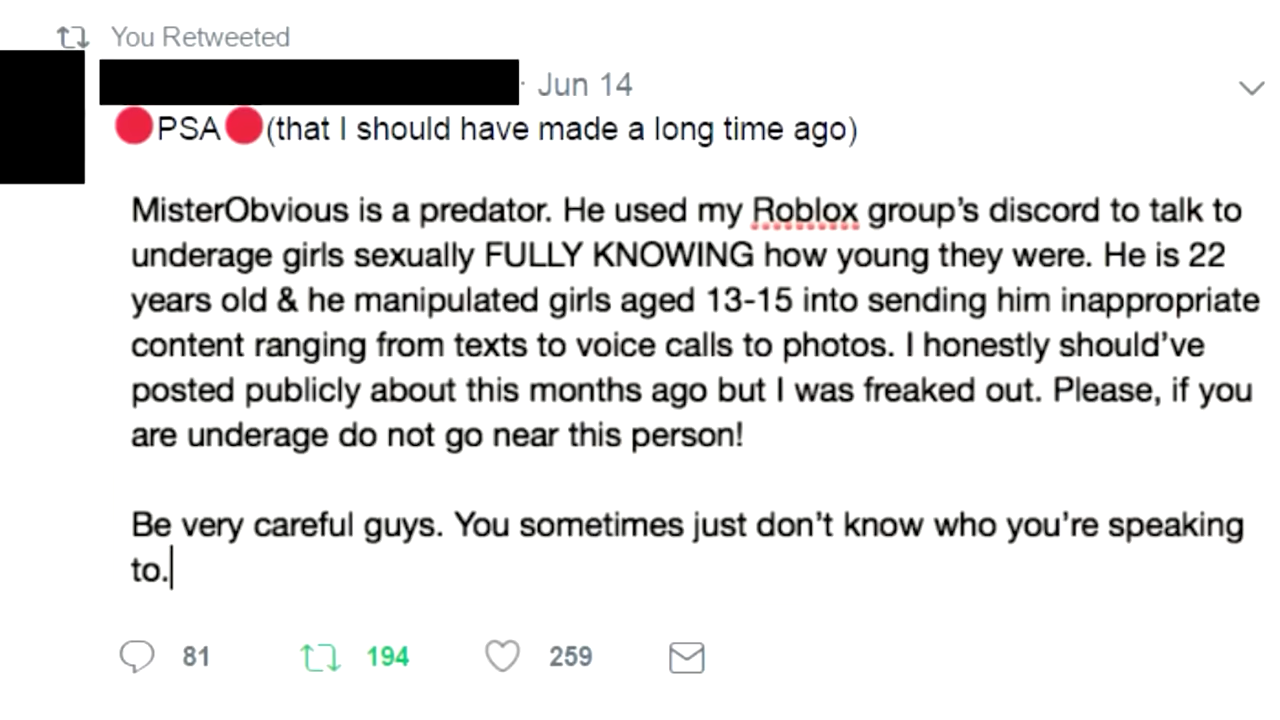 You Retweeted
· Jun 14
🔴PSA🔴(that I should have made a long time ago)
MisterObvious is a predator. He used my Roblox group's discord to talk to
underage girls sexually FULLY KNOWING how young they were. He is 22
years old & he manipulated girls aged 13-15 into sending him inappropriate
content ranging from texts to voice calls to photos. I honestly should've
posted publicly about this months ago but I was freaked out. Please, if you
are underage do not go near this person!
Be very careful guys. You sometimes just don't know who you're speaking
to.
81 194 259